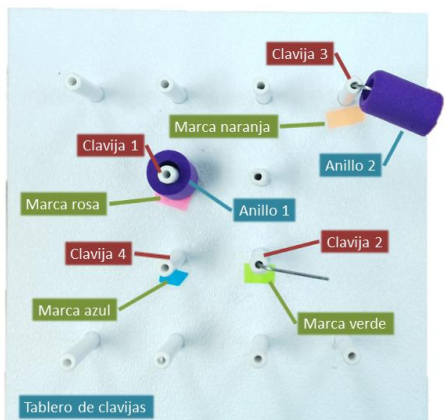 Clavija 3
Marca naranja
Clavija 1
Anillo 2
Marca rosa
Anillo 1
Clavija 4
Clavija 2
Marca azul
Marca verde
Tablero de clavijas